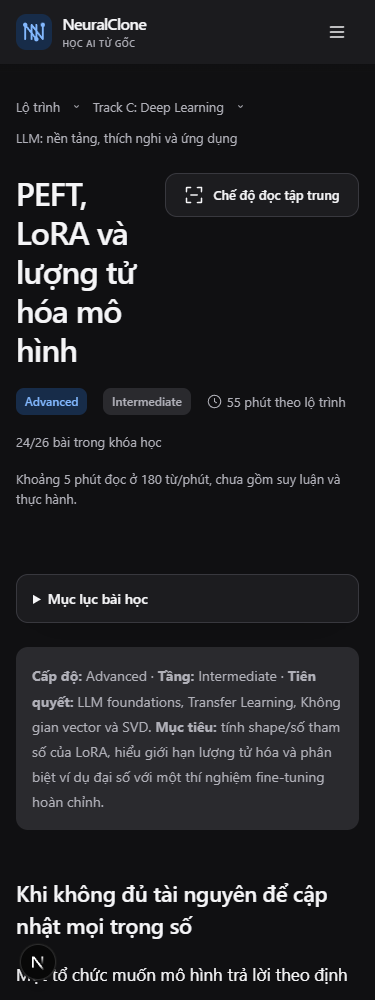 NeuralClone
HỌC AI TỪ GỐC
Lộ trình
Track C: Deep Learning
LLM: nền tảng, thích nghi và ứng dụng
PEFT,
LoRA và
lượng tử
hóa mô
hình
Chế độ đọc tập trung
Advanced
Intermediate
55 phút theo lộ trình
24/26 bài trong khóa học
Khoảng 5 phút đọc ở 180 từ/phút, chưa gồm suy luận và
thực hành.
Mục lục bài học
Cấp độ: Advanced · Tầng: Intermediate · Tiên
quyết: LLM foundations, Transfer Learning, Không
gian vector và SVD. Mục tiêu: tính shape/số tham
số của LoRA, hiểu giới hạn lượng tử hóa và phân
biệt ví dụ đại số với một thí nghiệm fine-tuning
hoàn chỉnh.
Khi không đủ tài nguyên để cập
nhật mọi trọng số
N
tổ chức muốn mô hình trả lời theo định